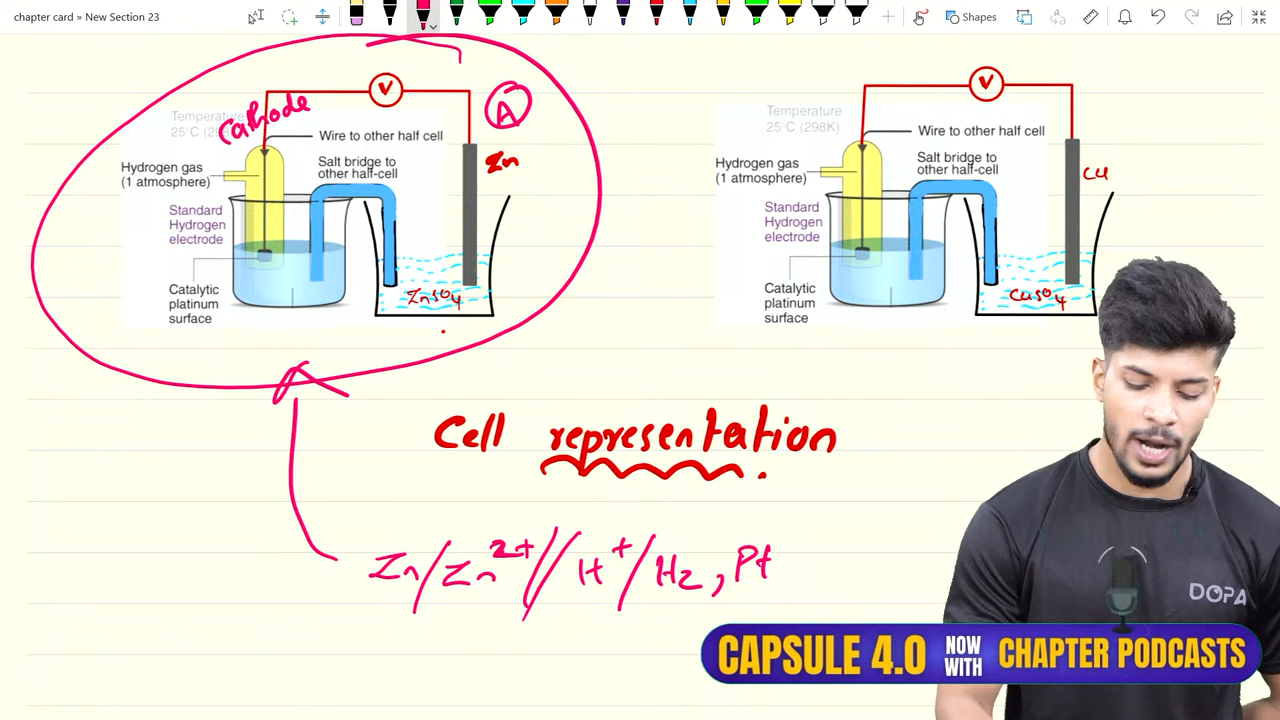 chapter card » New Section 23
Shapes
Temperature
25°C (298K)
Cathode
V
A
Wire to other half cell
Hydrogen gas
(1 atmosphere)
Salt bridge to
other half-cell
Zn
Standard
Hydrogen
electrode
Catalytic
platinum
surface
ZnSO4
Temperature
25°C (298K)
V
Wire to other half cell
Hydrogen gas
(1 atmosphere)
Salt bridge to
other half-cell
Cu
Standard
Hydrogen
electrode
Catalytic
platinum
surface
CuSO4
Cell representation
Zn/Zn2+//H+/H2, Pt
DOPA
CAPSULE 4.0 NOW WITH CHAPTER PODCASTS